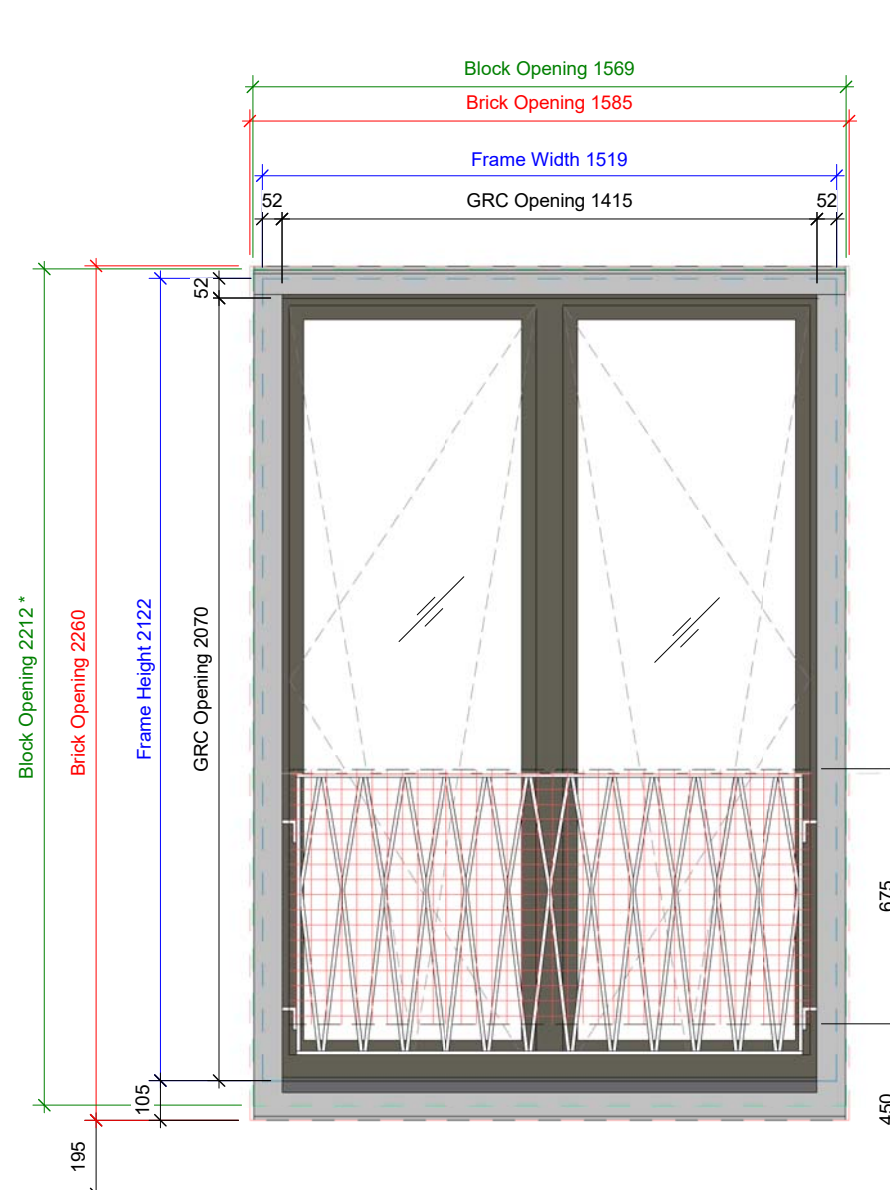 Block Opening 1569
Brick Opening 1585
Frame Width 1519
52
GRC Opening 1415
52
52
Block Opening 2212 *
Brick Opening 2260
Frame Height 2122
GRC Opening 2070
675
105
450
195